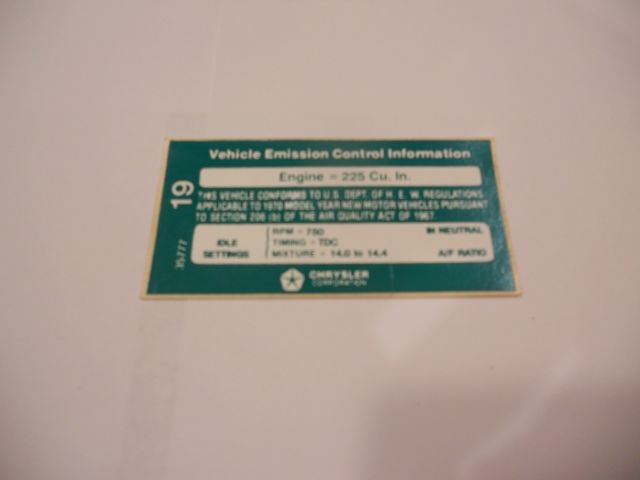 Vehicle Emission Control Information
Engine = 225 Cu. In.
19
THIS VEHICLE CONFORMS TO U.S. DEPT. OF H. E. W. REGULATIONS
APPLICABLE TO 1970 MODEL YEAR NEW MOTOR VEHICLES PURSUANT
TO SECTION 206 (b) OF THE AIR QUALITY ACT OF 1967.
IDLE
SETTINGS
RPM - 750 IN NEUTRAL
TIMING - TDC
MIXTURE - 14.0 to 14.4 A/F RATIO
35777
CHRYSLER
CORPORATION